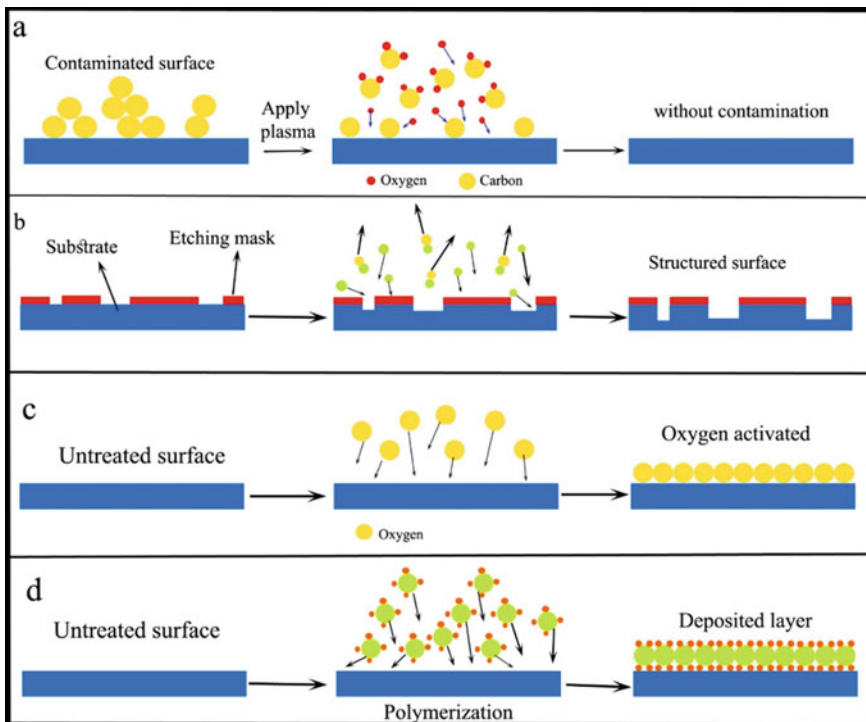 a
Contaminated surface
Apply
plasma
without contamination
Oxygen
Carbon
b
Substrate
Etching mask
Structured surface
c
Untreated surface
Oxygen activated
Oxygen
d
Untreated surface
Deposited layer
Polymerization